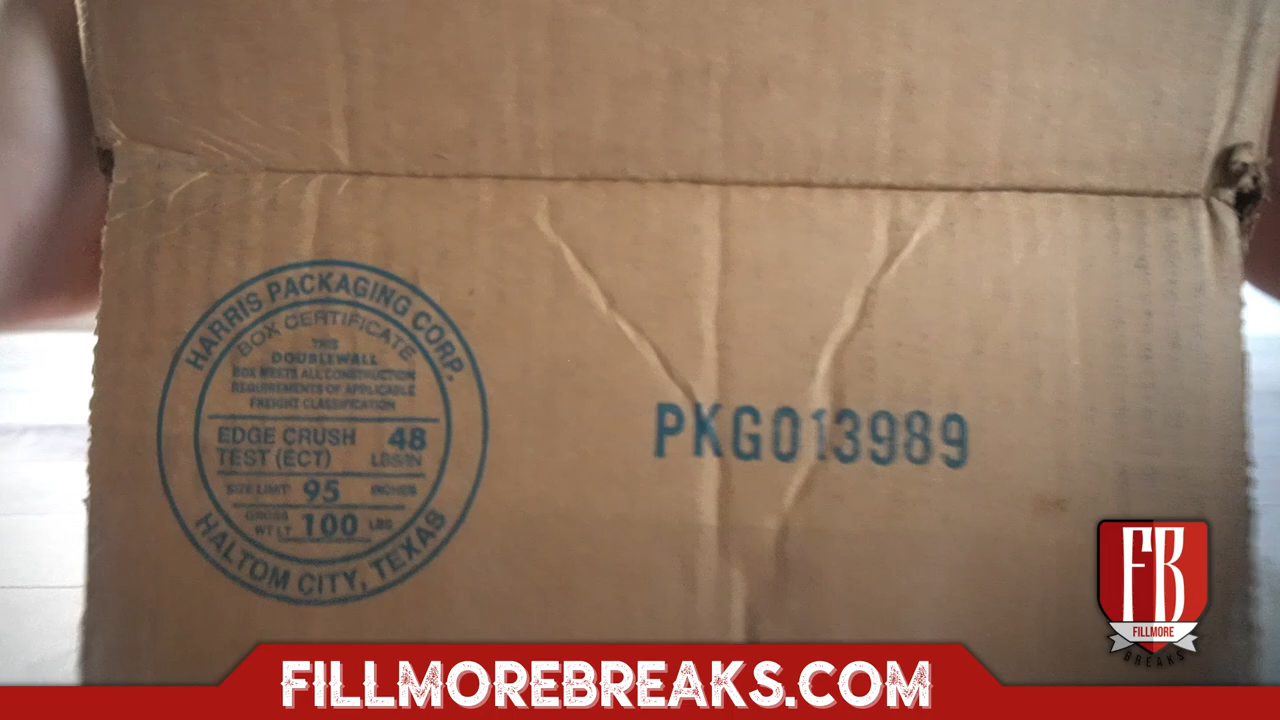 HARRIS PACKAGING CORP.
BOX CERTIFICATE
THIS
DOUBLEWALL
BOX MEETS ALL CONSTRUCTION
REQUIREMENTS OF APPLICABLE
FREIGHT CLASSIFICATION
EDGE CRUSH
TEST (ECT)
48
LBS/IN
SIZE LIMIT 95 INCHES
GROSS
WT LT 100 LBS
HALTOM CITY, TEXAS
PKG013989
FB
FILLMORE
BREAKS
FILLMOREBREAKS.COM